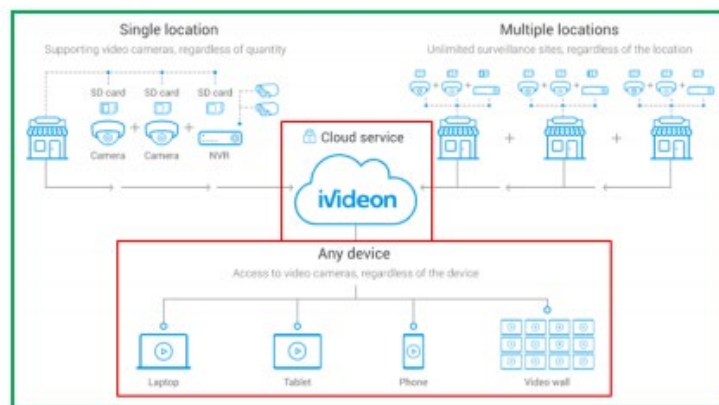 Single location
Supporting video cameras, regardless of quantity
SD card SD card SD card
Camera Camera NVR
Multiple locations
Unlimited surveillance sites, regardless of the location
Cloud service
iVideon
Any device
Access to video cameras, regardless of the device
Laptop Tablet Phone Video wall